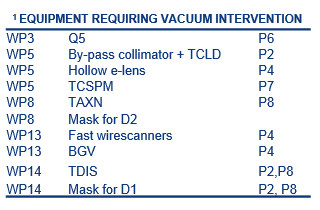 ¹ EQUIPMENT REQUIRING VACUUM INTERVENTION
WP3 Q5 P6
WP5 By-pass collimator + TCLD P2
WP5 Hollow e-lens P4
WP5 TCSPM P7
WP8 TAXN P8
WP8 Mask for D2
WP13 Fast wirescanners P4
WP13 BGV P4
WP14 TDIS P2,P8
WP14 Mask for D1 P2, P8